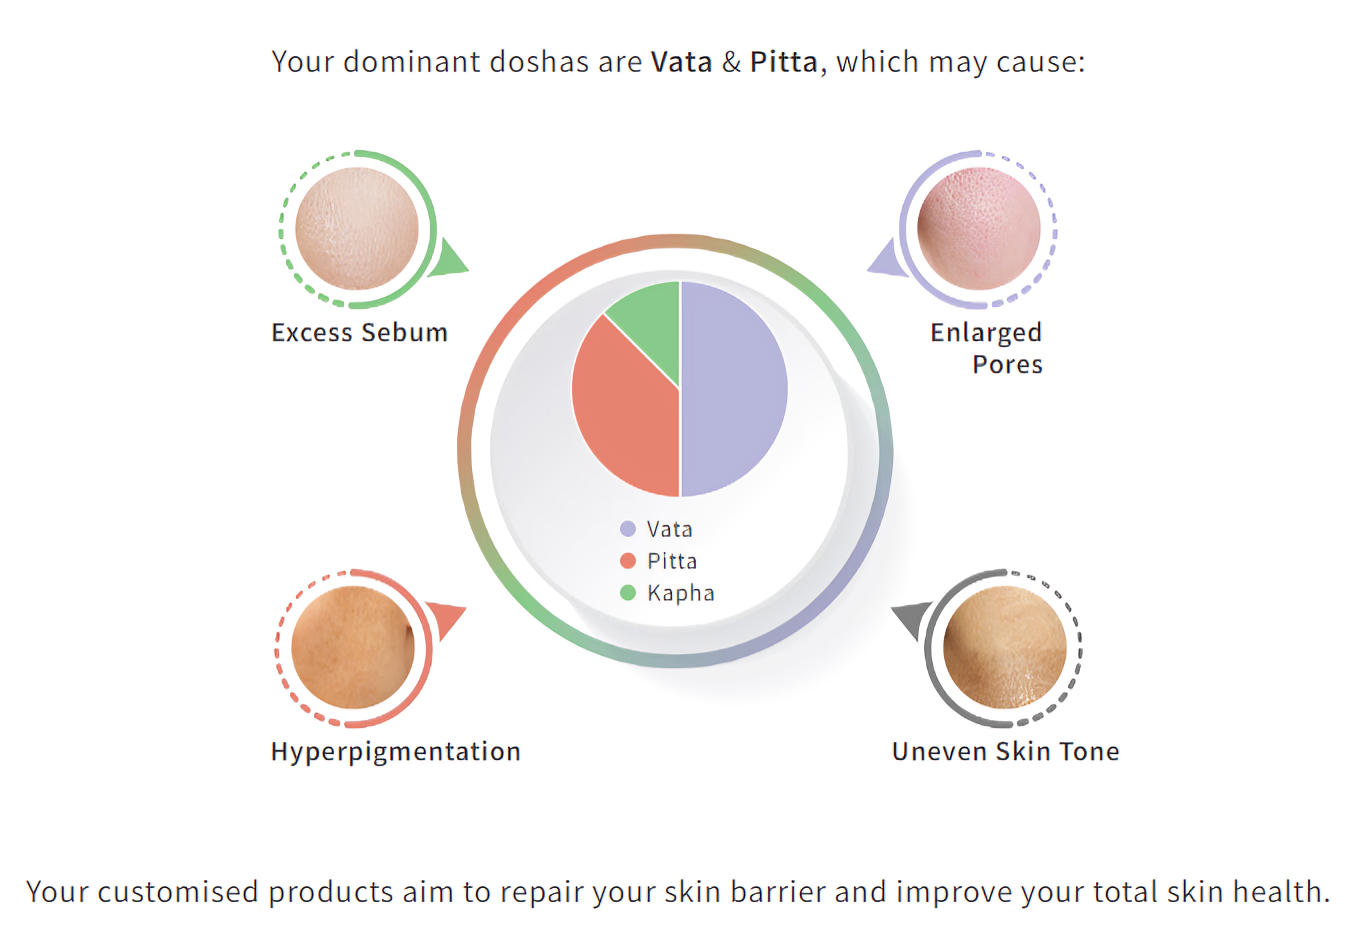 Your dominant doshas are Vata & Pitta, which may cause:
Excess Sebum
Enlarged
Pores
Vata
Pitta
Kapha
Hyperpigmentation
Uneven Skin Tone
Your customised products aim to repair your skin barrier and improve your total skin health.